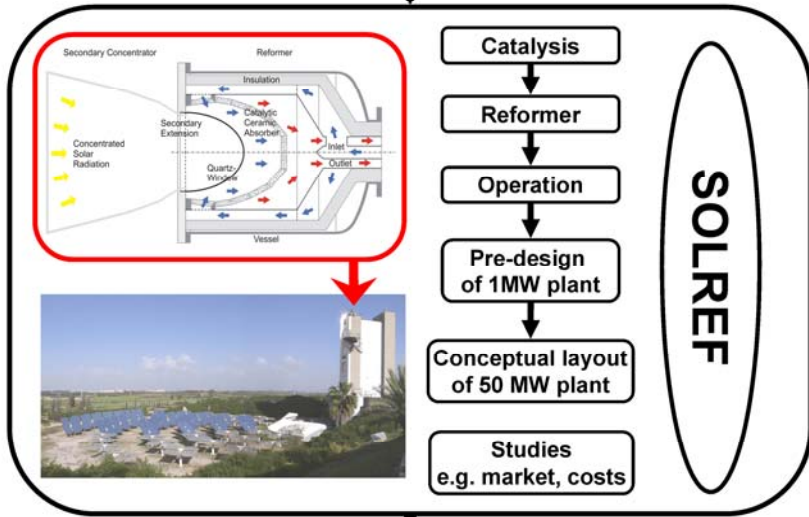 Secondary Concentrator
Reformer
Insulation
Catalytic
Ceramic
Absorber
Secondary
Extension
Concentrated
Solar
Radiation
Quartz-
Window
Inlet
Outlet
Vessel
Catalysis
Reformer
Operation
Pre-design
of 1MW plant
Conceptual layout
of 50 MW plant
Studies
e.g. market, costs
SOLREF